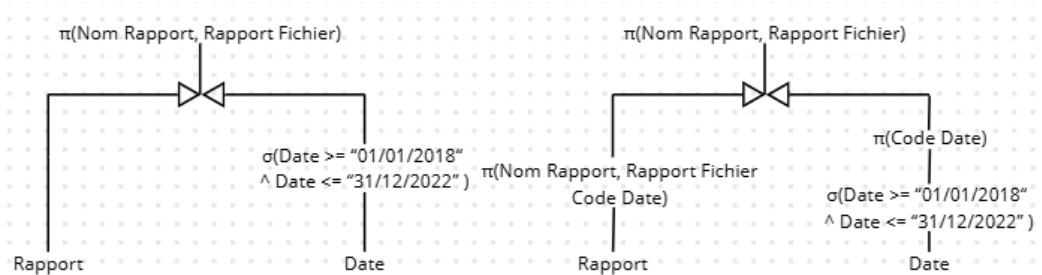 π(Nom Rapport, Rapport Fichier)
σ(Date >= “01/01/2018“
^ Date <= “31/12/2022” )
Rapport
Date
π(Nom Rapport, Rapport Fichier)
π(Nom Rapport, Rapport Fichier
Code Date)
π(Code Date)
σ(Date >= “01/01/2018“
^ Date <= “31/12/2022” )
Rapport
Date